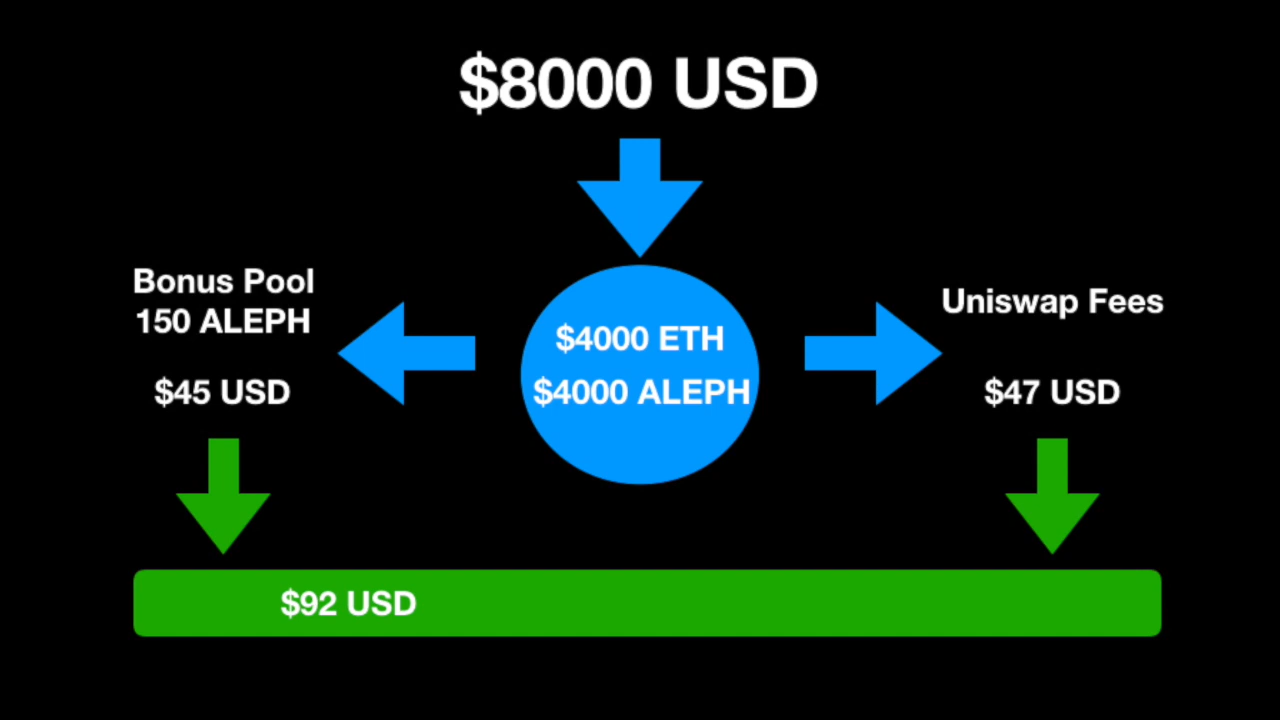 $8000 USD
Bonus Pool
150 ALEPH
$45 USD
$4000 ETH
$4000 ALEPH
Uniswap Fees
$47 USD
$92 USD